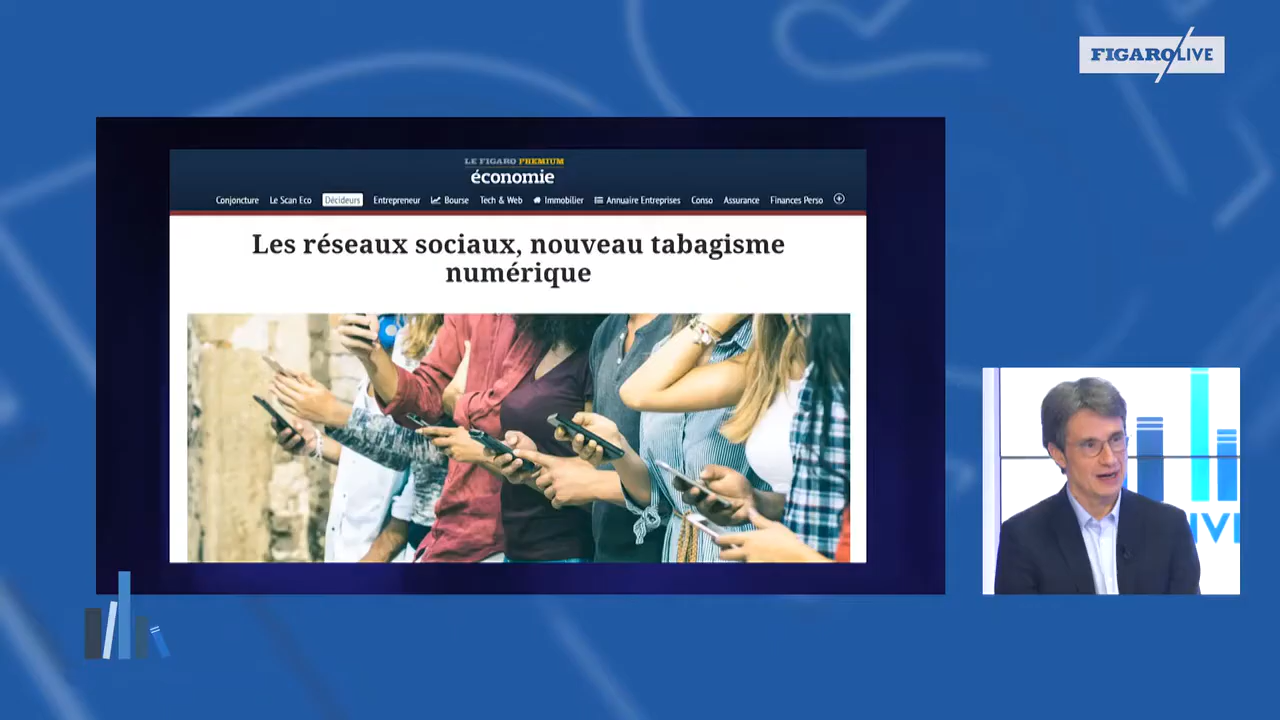 FIGARO LIVE
LE FIGARO PREMIUM
économie
Conjoncture Le Scan Eco Décideurs Entrepreneur Bourse Tech & Web Immobilier Annuaire Entreprises Conso Assurance Finances Perso
Les réseaux sociaux, nouveau tabagisme
numérique